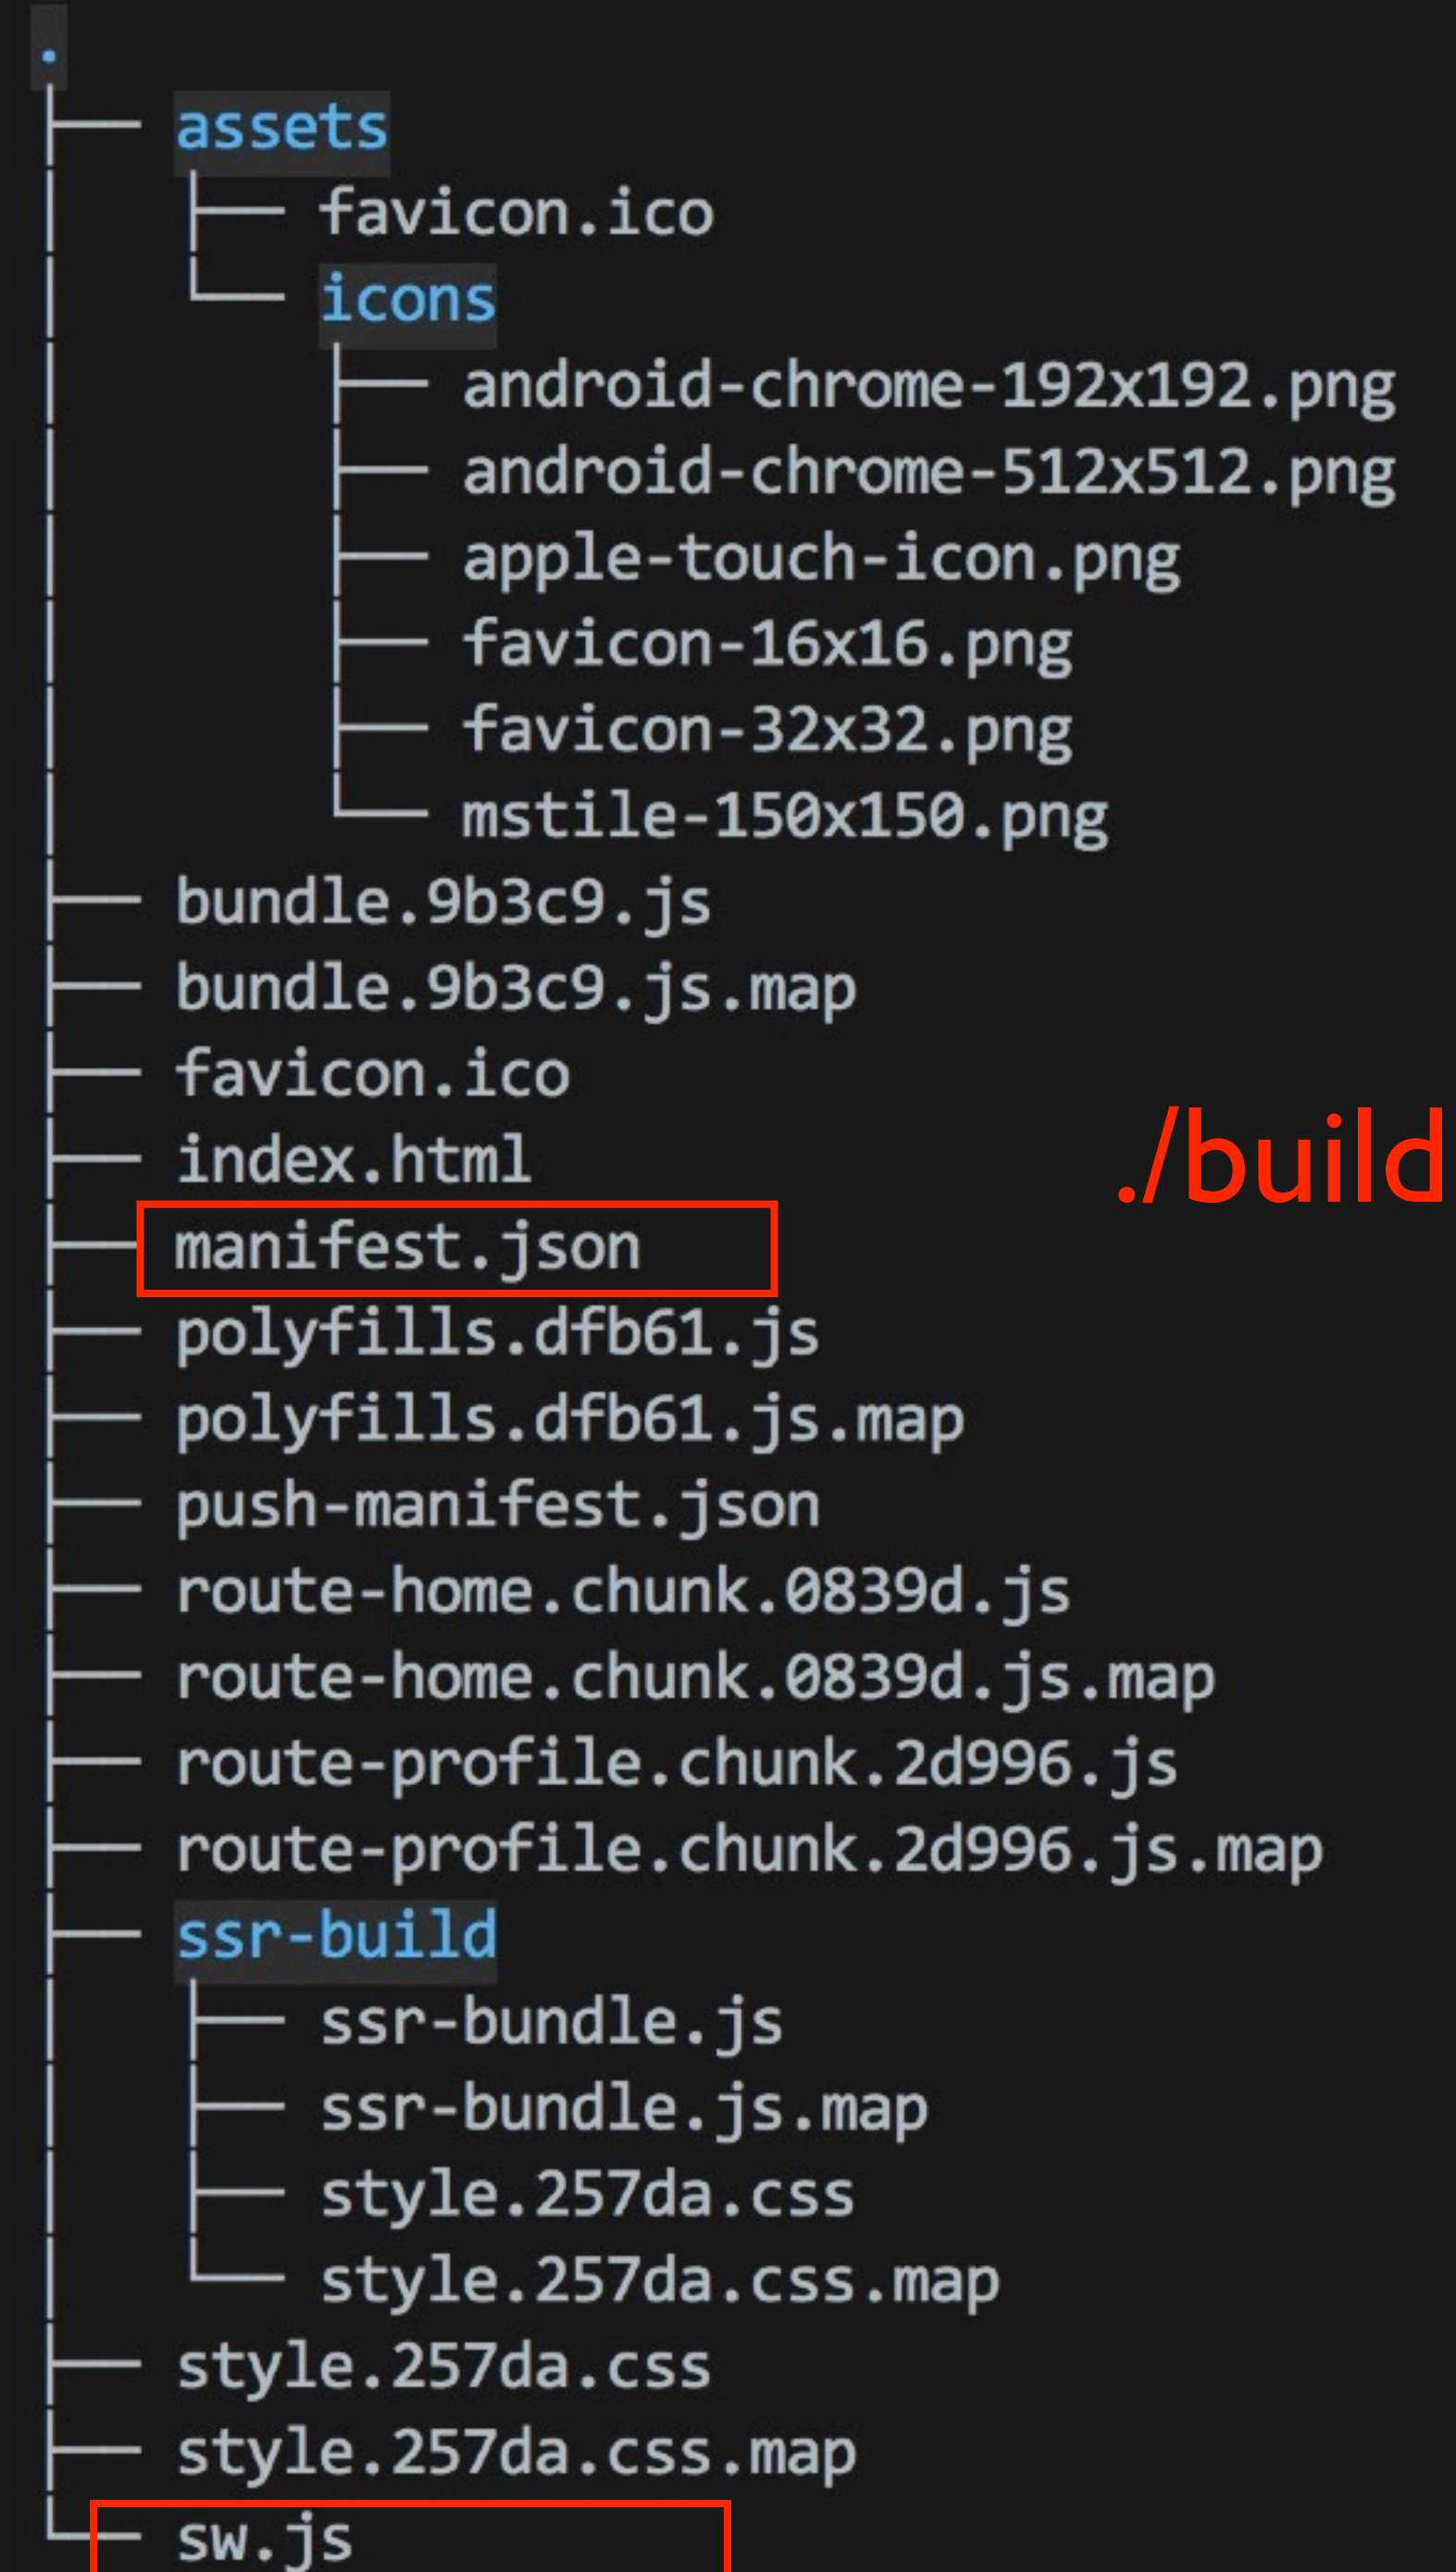 .
├── assets
│   ├── favicon.ico
│   └── icons
│       ├── android-chrome-192x192.png
│       ├── android-chrome-512x512.png
│       ├── apple-touch-icon.png
│       ├── favicon-16x16.png
│       ├── favicon-32x32.png
│       └── mstile-150x150.png
├── bundle.9b3c9.js
├── bundle.9b3c9.js.map
├── favicon.ico
├── index.html
./build
├── manifest.json
├── polyfills.dfb61.js
├── polyfills.dfb61.js.map
├── push-manifest.json
├── route-home.chunk.0839d.js
├── route-home.chunk.0839d.js.map
├── route-profile.chunk.2d996.js
├── route-profile.chunk.2d996.js.map
├── ssr-build
│   ├── ssr-bundle.js
│   ├── ssr-bundle.js.map
│   ├── style.257da.css
│   └── style.257da.css.map
├── style.257da.css
├── style.257da.css.map
└── sw.js